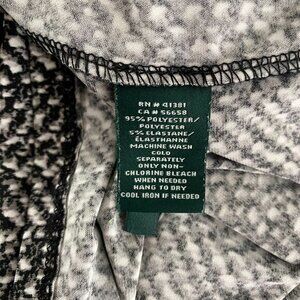 RN # 41381
CA # 56658
95% POLYESTER/
POLYESTER
5% ELASTANE/
ÉLASTHANNE
MACHINE WASH
COLD
SEPARATELY
ONLY NON-
CHLORINE BLEACH
WHEN NEEDED
HANG TO DRY
COOL IRON IF NEEDED